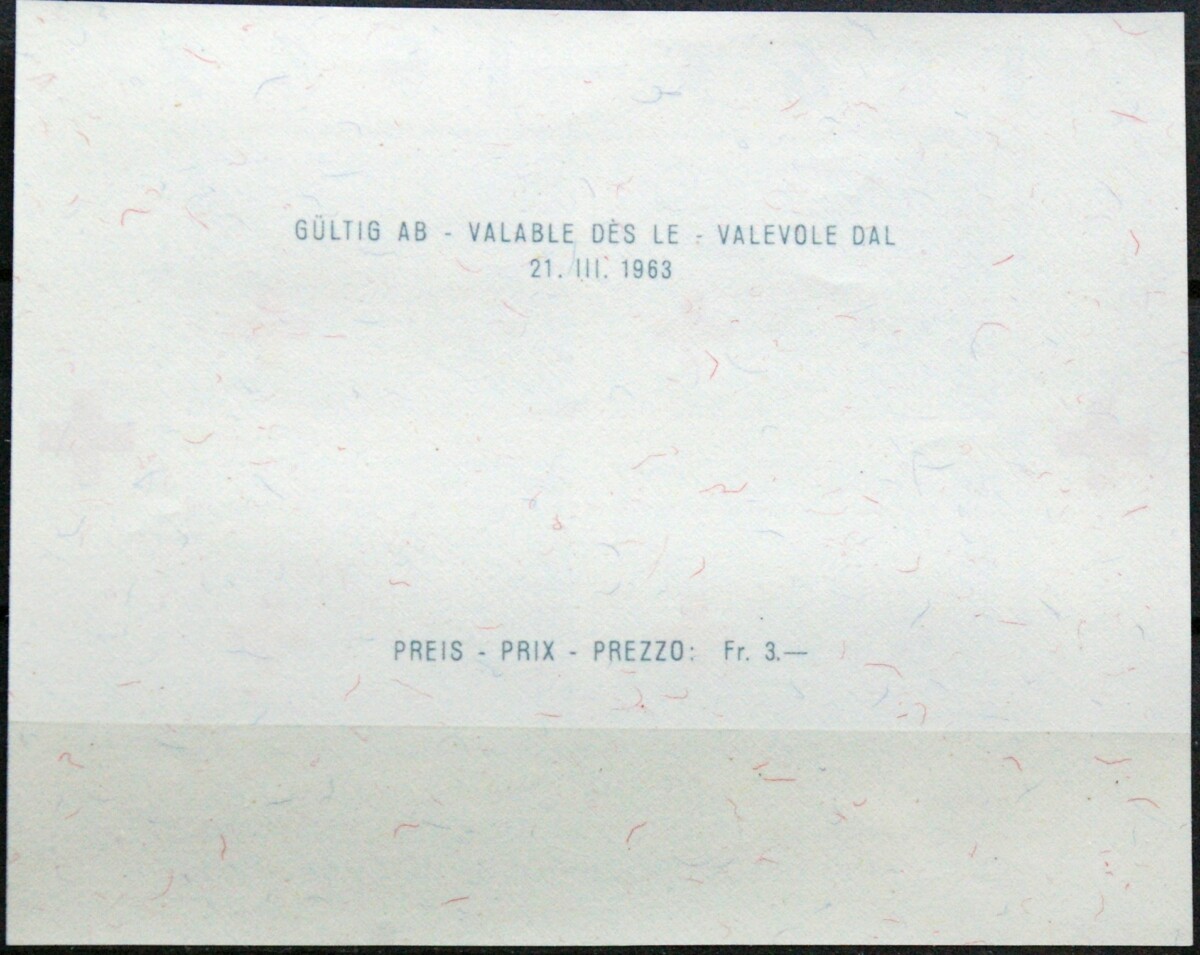 GÜLTIG AB - VALABLE DÈS LE - VALEVOLE DAL
21. III. 1963
PREIS - PRIX - PREZZO: Fr. 3.—